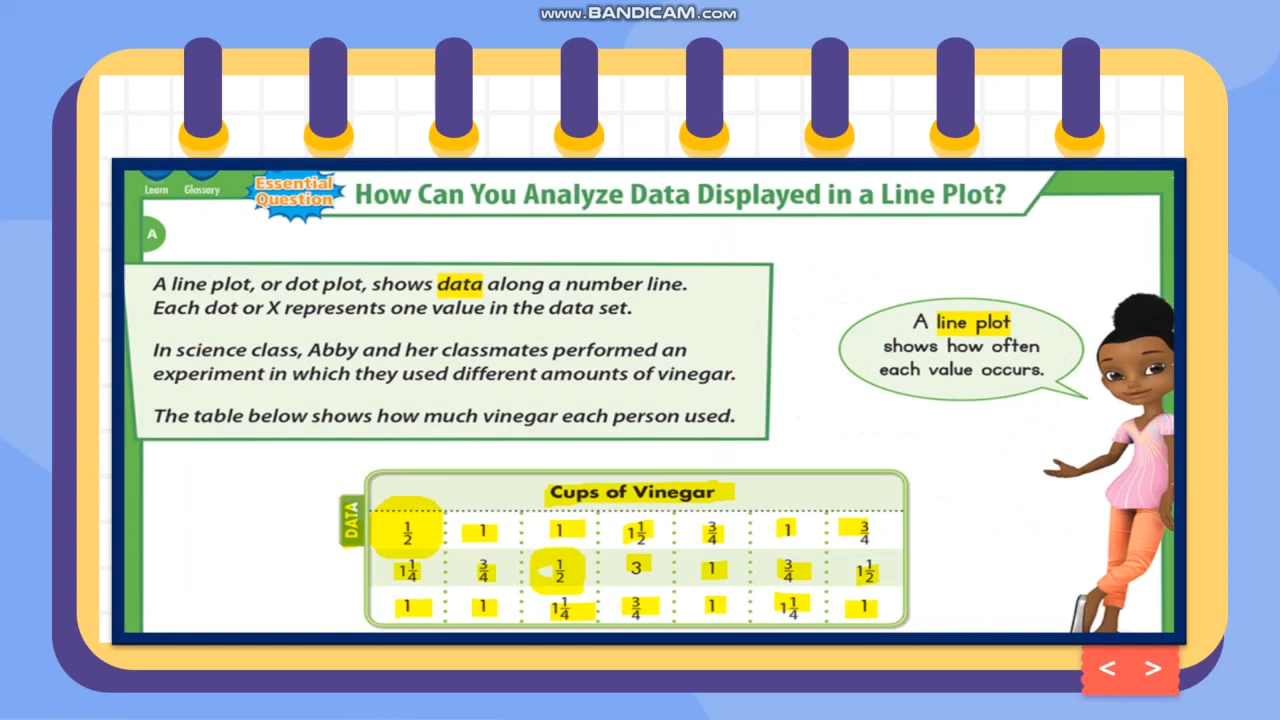 www.BANDICAM.com
Learn Glossary
Essential
Question
How Can You Analyze Data Displayed in a Line Plot?
A
A line plot, or dot plot, shows data along a number line.
Each dot or X represents one value in the data set.
In science class, Abby and her classmates performed an
experiment in which they used different amounts of vinegar.
The table below shows how much vinegar each person used.
A line plot
shows how often
each value occurs.
DATA
Cups of Vinegar
1/2 1 1 1 1/2 3/4 1 3/4
1 1/4 3/4 1/2 3 1 3/4 1 1/2
1 1 1 1/4 3/4 1 1 1/4 1
< >